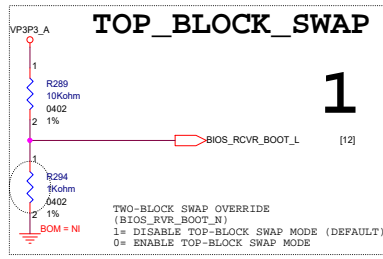 TOP_BLOCK_SWAP
VP3P3_A
1
R289
10Kohm
0402
2 1%
1
BIOS_RCVR_BOOT_L [12]
1
R294
1Kohm
0402
2 1%
BOM = NI
TWO-BLOCK SWAP OVERRIDE
(BIOS_RVR_BOOT_N)
1= DISABLE TOP-BLOCK SWAP MODE (DEFAULT)
0= ENABLE TOP-BLOCK SWAP MODE